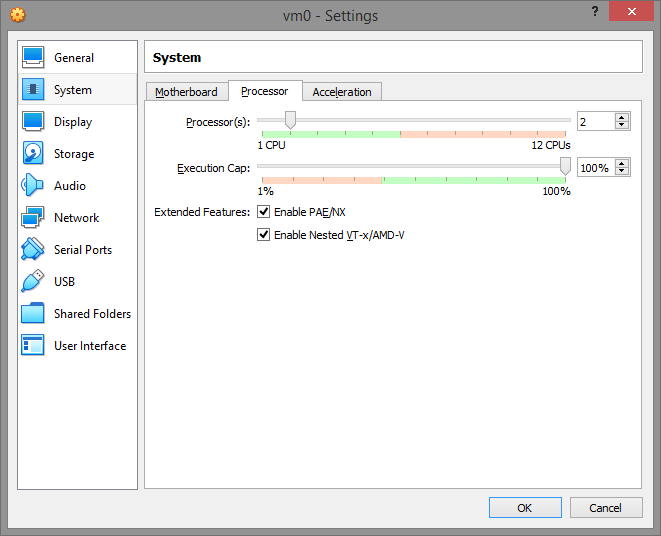 vm0 - Settings
?
General
System
Display
Storage
Audio
Network
Serial Ports
USB
Shared Folders
User Interface
System
Motherboard
Processor
Acceleration
Processor(s):
2
1 CPU
12 CPUs
Execution Cap:
100%
1%
100%
Extended Features:
Enable PAE/NX
Enable Nested VT-x/AMD-V
OK
Cancel